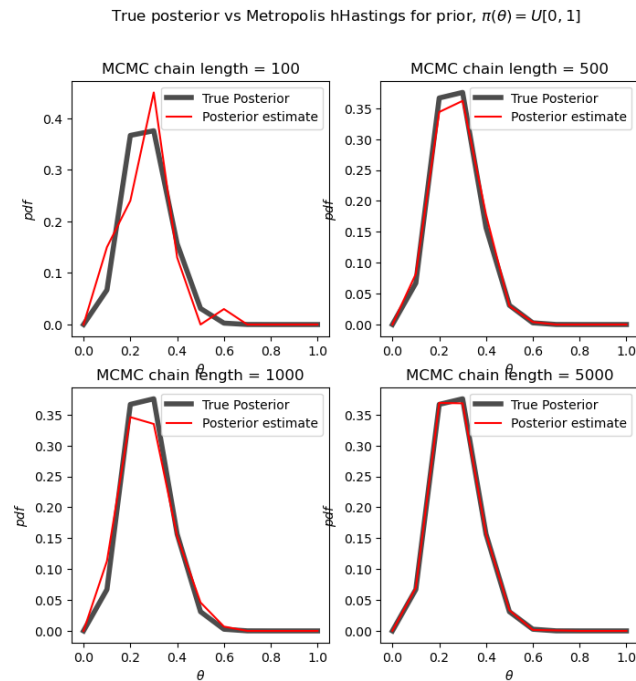 True posterior vs Metropolis hHastings for prior, π(θ) = U[0, 1]
MCMC chain length = 100
True Posterior
Posterior estimate
0.4
0.3
0.2
0.1
0.0
pdf
0.0 0.2 0.4 0.6 0.8 1.0
θ
MCMC chain length = 500
True Posterior
Posterior estimate
0.35
0.30
0.25
0.20
0.15
0.10
0.05
0.00
pdf
0.0 0.2 0.4 0.6 0.8 1.0
θ
MCMC chain length = 1000
True Posterior
Posterior estimate
0.35
0.30
0.25
0.20
0.15
0.10
0.05
0.00
pdf
0.0 0.2 0.4 0.6 0.8 1.0
θ
MCMC chain length = 5000
True Posterior
Posterior estimate
0.35
0.30
0.25
0.20
0.15
0.10
0.05
0.00
pdf
0.0 0.2 0.4 0.6 0.8 1.0
θ